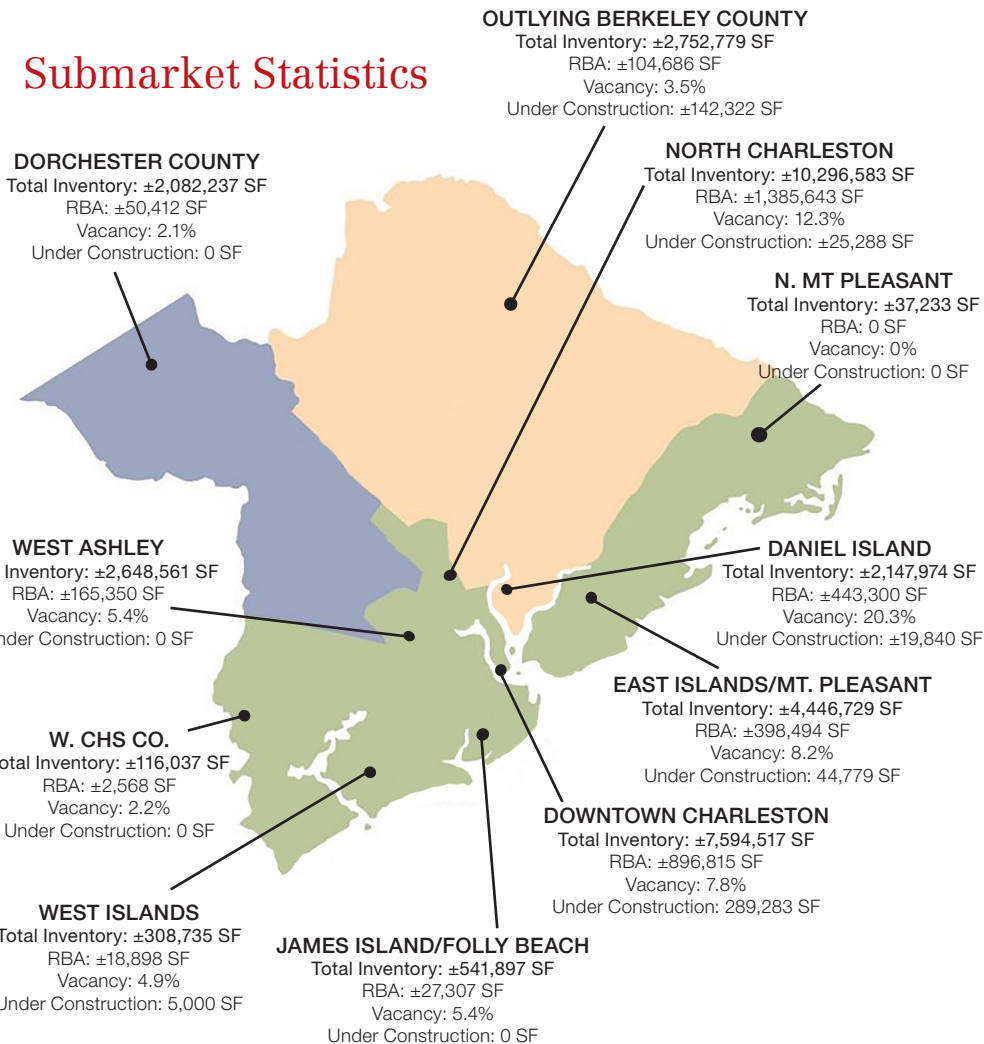 Submarket Statistics
OUTLYING BERKELEY COUNTY
Total Inventory: ±2,752,779 SF
RBA: ±104,686 SF
Vacancy: 3.5%
Under Construction: ±142,322 SF
DORCHESTER COUNTY
Total Inventory: ±2,082,237 SF
RBA: ±50,412 SF
Vacancy: 2.1%
Under Construction: 0 SF
NORTH CHARLESTON
Total Inventory: ±10,296,583 SF
RBA: ±1,385,643 SF
Vacancy: 12.3%
Under Construction: ±25,288 SF
N. MT PLEASANT
Total Inventory: ±37,233 SF
RBA: 0 SF
Vacancy: 0%
Under Construction: 0 SF
WEST ASHLEY
Inventory: ±2,648,561 SF
RBA: ±165,350 SF
Vacancy: 5.4%
nder Construction: 0 SF
DANIEL ISLAND
Total Inventory: ±2,147,974 SF
RBA: ±443,300 SF
Vacancy: 20.3%
Under Construction: ±19,840 SF
EAST ISLANDS/MT. PLEASANT
Total Inventory: ±4,446,729 SF
RBA: ±398,494 SF
Vacancy: 8.2%
Under Construction: 44,779 SF
W. CHS CO.
otal Inventory: ±116,037 SF
RBA: ±2,568 SF
Vacancy: 2.2%
Under Construction: 0 SF
DOWNTOWN CHARLESTON
Total Inventory: ±7,594,517 SF
RBA: ±896,815 SF
Vacancy: 7.8%
Under Construction: 289,283 SF
WEST ISLANDS
Total Inventory: ±308,735 SF
RBA: ±18,898 SF
Vacancy: 4.9%
Under Construction: 5,000 SF
JAMES ISLAND/FOLLY BEACH
Total Inventory: ±541,897 SF
RBA: ±27,307 SF
Vacancy: 5.4%
Under Construction: 0 SF